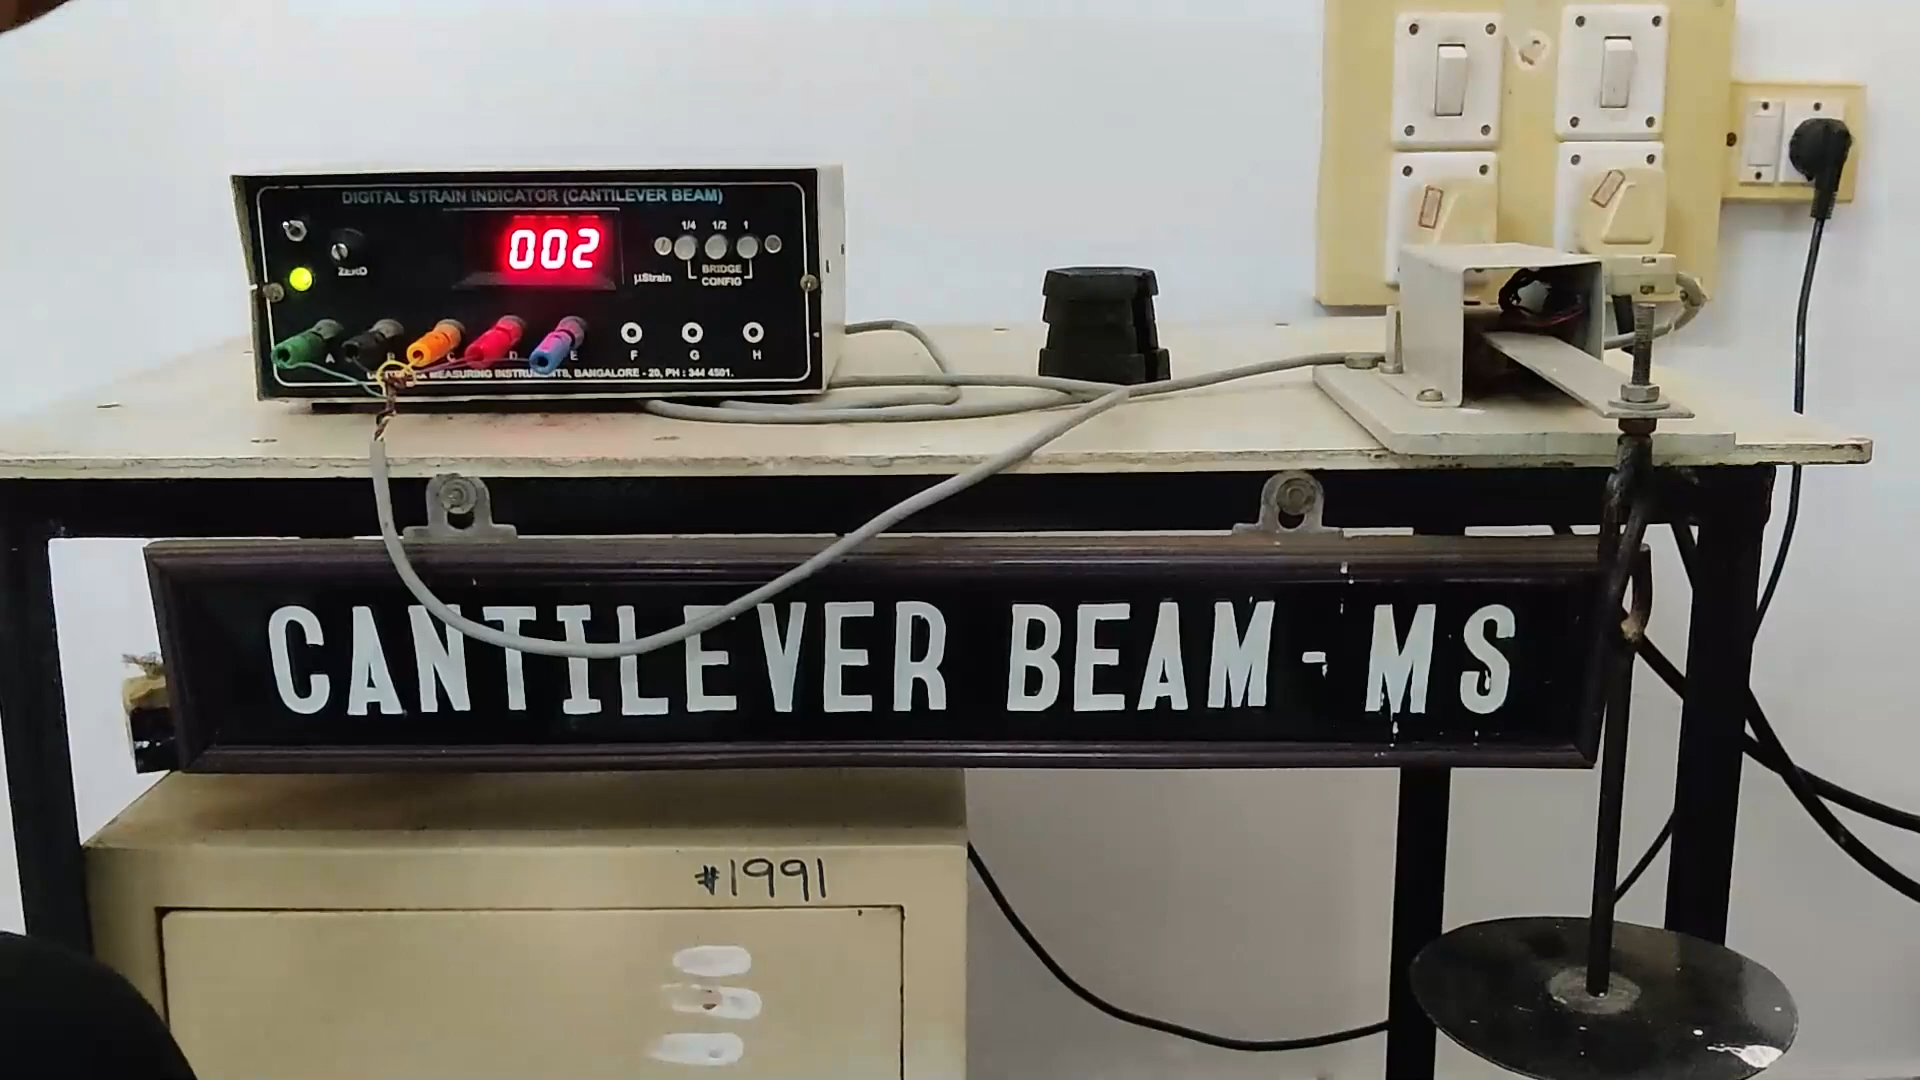 DIGITAL STRAIN INDICATOR (CANTILEVER BEAM)
002
1/4 1/2 1
ZERO
µStrain
BRIDGE
CONFIG
A B C D E F G H
MEASURING INSTRUMENTS, BANGALORE - 20, PH : 344 4501.
CANTILEVER BEAM - MS
#1991